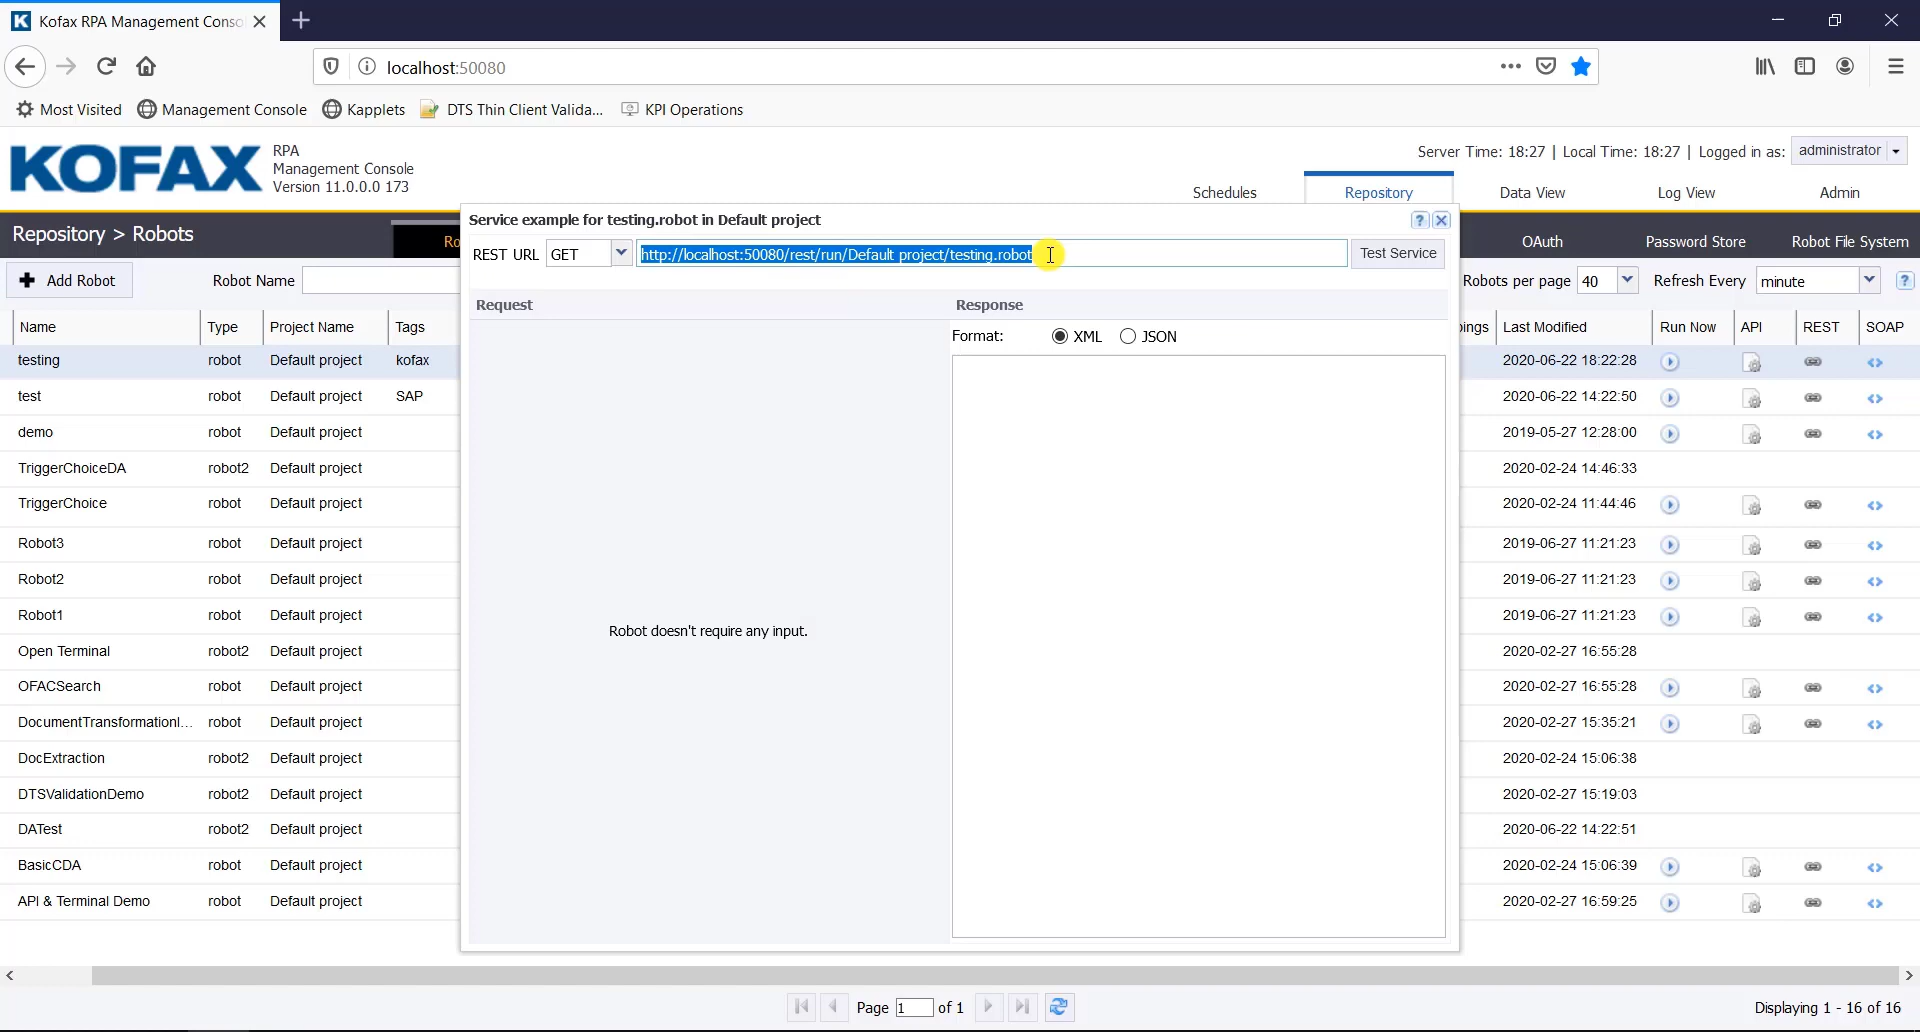 Kofax RPA Management Conso
localhost:50080
Most Visited Management Console Kapplets DTS Thin Client Valida... KPI Operations
KOFAX
RPA
Management Console
Version 11.0.0.0 173
Server Time: 18:27 | Local Time: 18:27 | Logged in as: administrator
Schedules Repository Data View Log View Admin
Repository > Robots
Ro
OAuth Password Store Robot File System
Service example for testing.robot in Default project
REST URL GET http://localhost:50080/rest/run/Default project/testing.robot Test Service
Add Robot Robot Name
Robots per page 40 Refresh Every minute
Request Response
Format: XML JSON
Robot doesn't require any input.
Name Type Project Name Tags pings Last Modified Run Now API REST SOAP
testing robot Default project kofax 2020-06-22 18:22:28
test robot Default project SAP 2020-06-22 14:22:50
demo robot Default project 2019-05-27 12:28:00
TriggerChoiceDA robot2 Default project 2020-02-24 14:46:33
TriggerChoice robot Default project 2020-02-24 11:44:46
Robot3 robot Default project 2019-06-27 11:21:23
Robot2 robot Default project 2019-06-27 11:21:23
Robot1 robot Default project 2019-06-27 11:21:23
Open Terminal robot2 Default project 2020-02-27 16:55:28
OFACSearch robot Default project 2020-02-27 16:55:28
DocumentTransformationI... robot Default project 2020-02-27 15:35:21
DocExtraction robot2 Default project 2020-02-24 15:06:38
DTSValidationDemo robot2 Default project 2020-02-27 15:19:03
DATest robot2 Default project 2020-06-22 14:22:51
BasicCDA robot Default project 2020-02-24 15:06:39
API & Terminal Demo robot Default project 2020-02-27 16:59:25
Page 1 of 1
Displaying 1 - 16 of 16